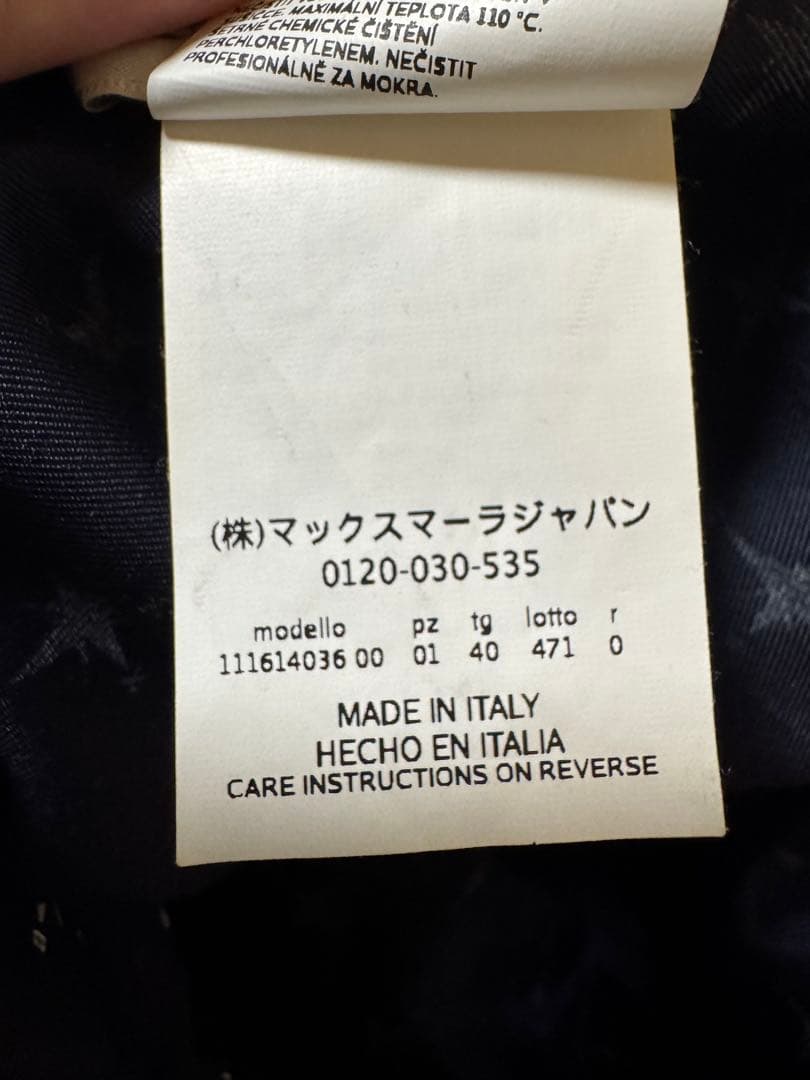 MAXIMÁLNÍ TEPLOTA 110 °C.
CHEMICKÉ ČIŠTĚNÍ
PERCHLORETYLENEM. NEČISTIT
PROFESIONÁLNĚ ZA MOKRA.
(株)マックスマーラジャパン
0120-030-535
modello pz tg lotto r
111614036 00 01 40 471 0
MADE IN ITALY
HECHO EN ITALIA
CARE INSTRUCTIONS ON REVERSE